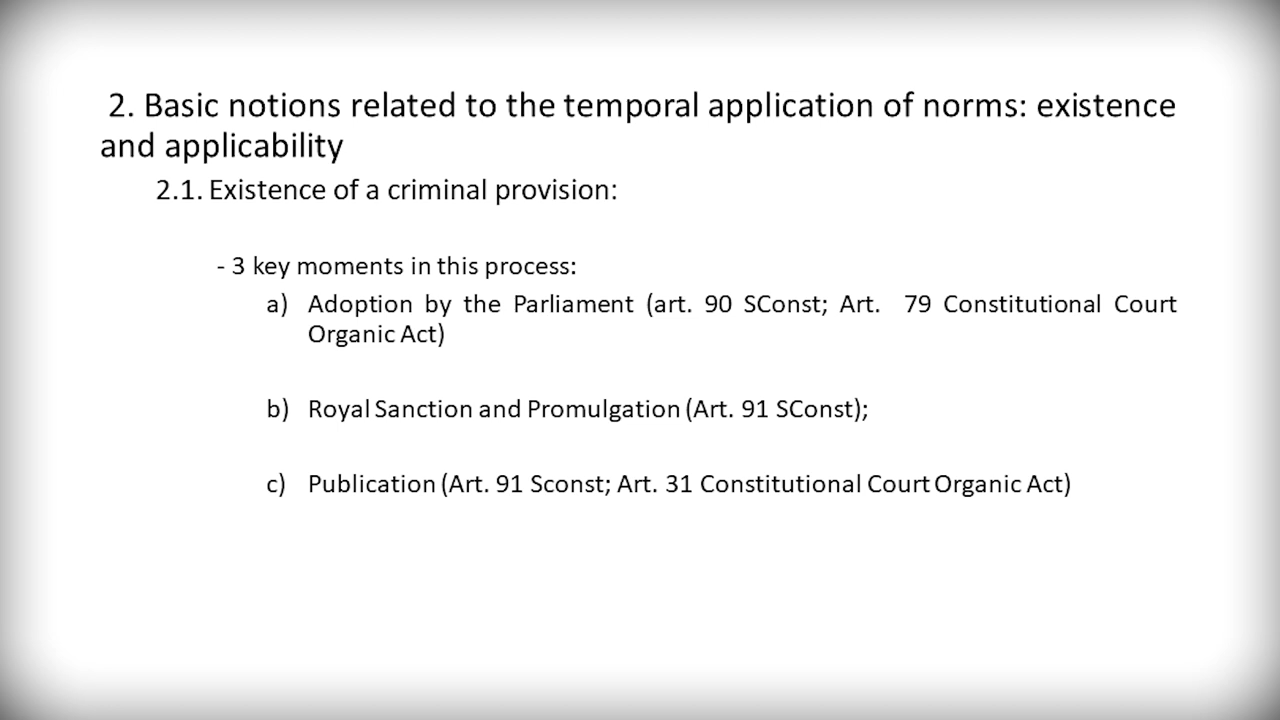 2. Basic notions related to the temporal application of norms: existence
and applicability
2.1. Existence of a criminal provision:
- 3 key moments in this process:
a) Adoption by the Parliament (art. 90 SConst; Art. 79 Constitutional Court
Organic Act)
b) Royal Sanction and Promulgation (Art. 91 SConst);
c) Publication (Art. 91 Sconst; Art. 31 Constitutional Court Organic Act)